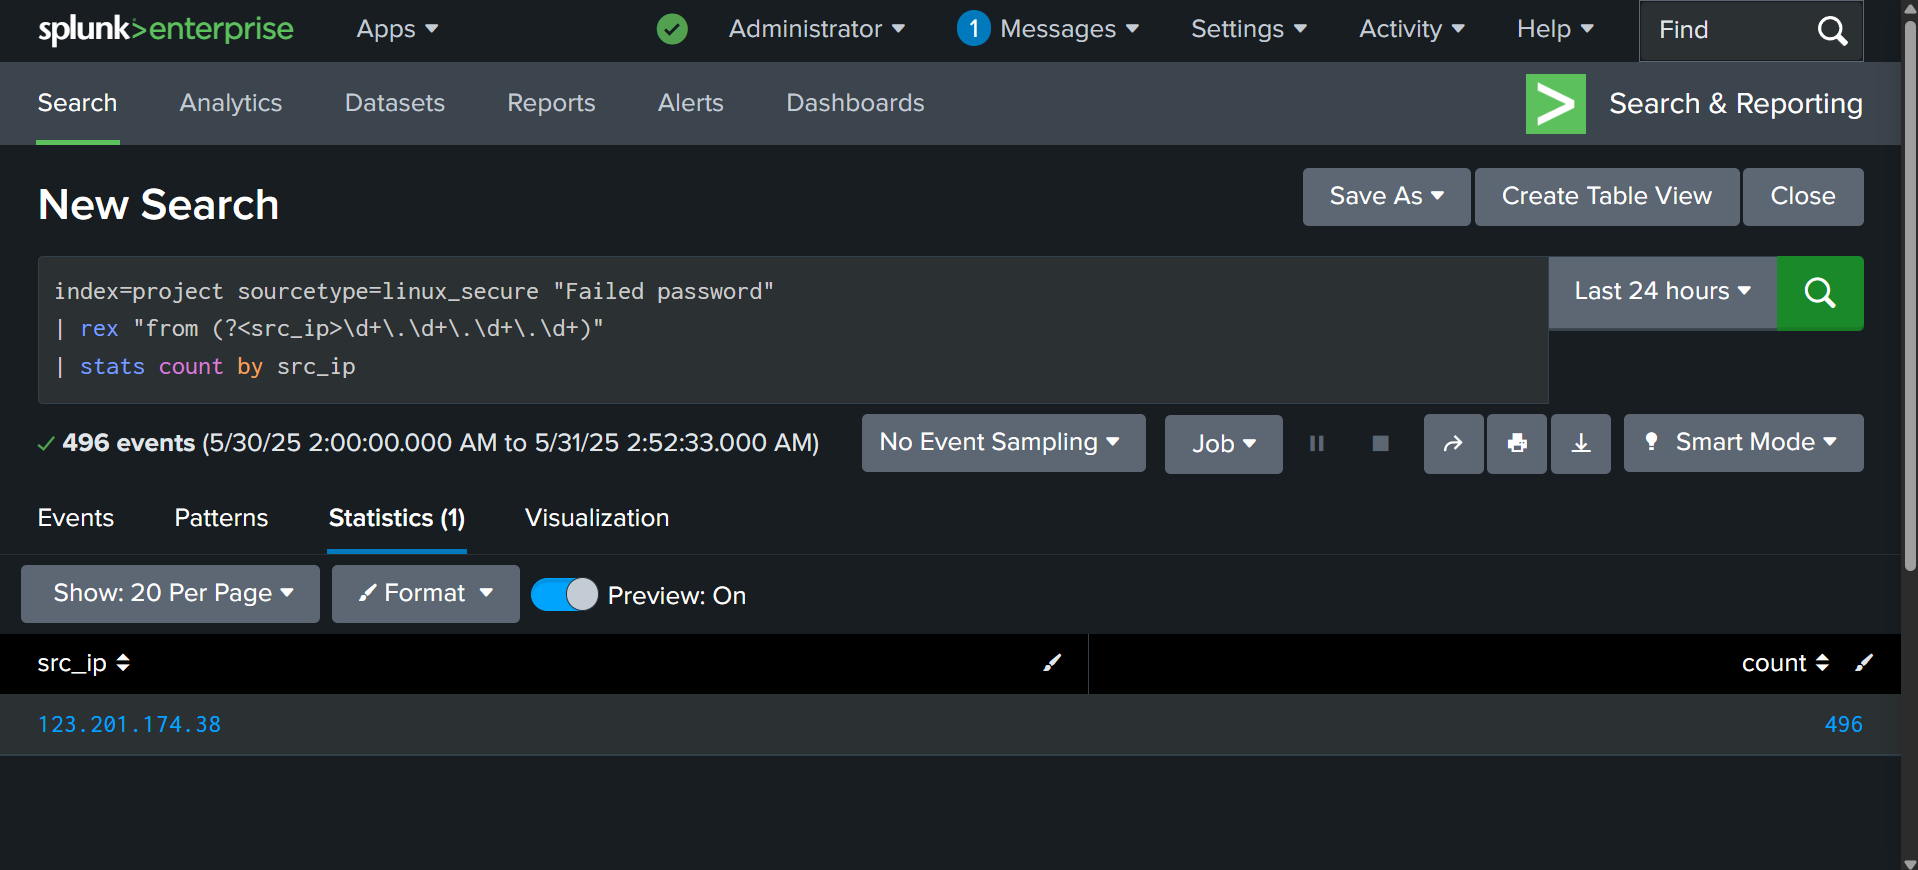 splunk>enterprise Apps Administrator 1 Messages Settings Activity Help Find
Search Analytics Datasets Reports Alerts Dashboards > Search & Reporting
New Search Save As Create Table View Close
index=project sourcetype=linux_secure "Failed password" Last 24 hours
| rex "from (?<src_ip>\d+\.\d+\.\d+\.\d+)"
| stats count by src_ip
496 events (5/30/25 2:00:00.000 AM to 5/31/25 2:52:33.000 AM) No Event Sampling Job Smart Mode
Events Patterns Statistics (1) Visualization
Show: 20 Per Page Format Preview: On
src_ip count
123.201.174.38 496